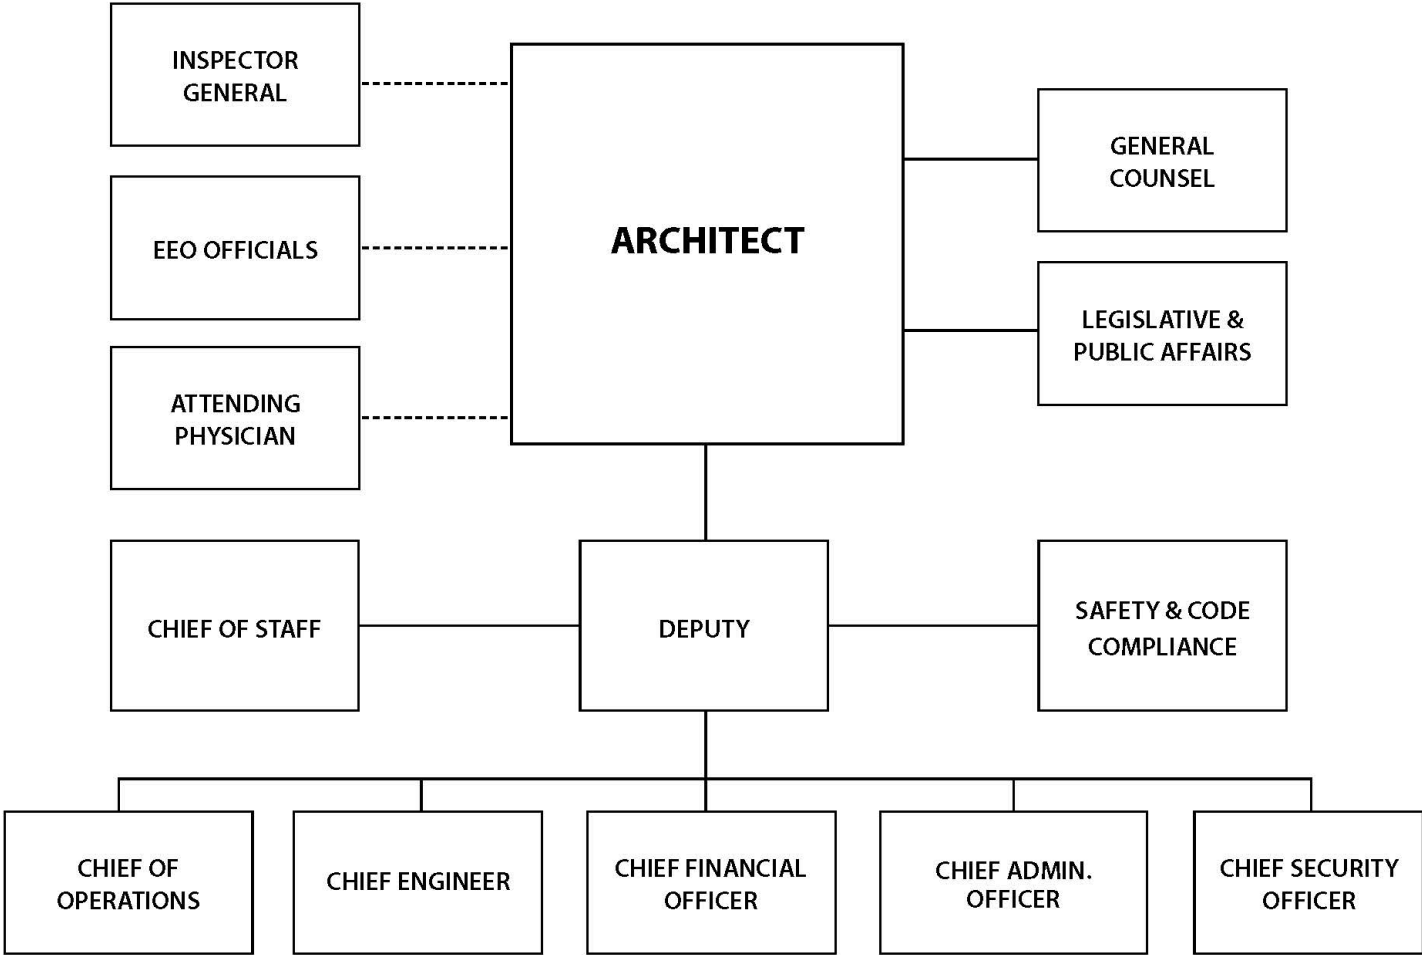 INSPECTOR
GENERAL
EEO OFFICIALS
ATTENDING
PHYSICIAN
ARCHITECT
GENERAL
COUNSEL
LEGISLATIVE &
PUBLIC AFFAIRS
CHIEF OF STAFF
DEPUTY
SAFETY & CODE
COMPLIANCE
CHIEF OF
OPERATIONS
CHIEF ENGINEER
CHIEF FINANCIAL
OFFICER
CHIEF ADMIN.
OFFICER
CHIEF SECURITY
OFFICER